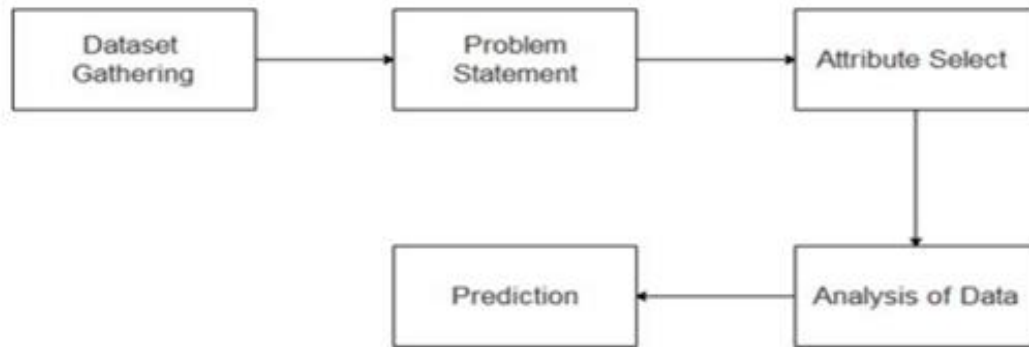 Dataset
Gathering
Problem
Statement
Attribute Select
Analysis of Data
Prediction